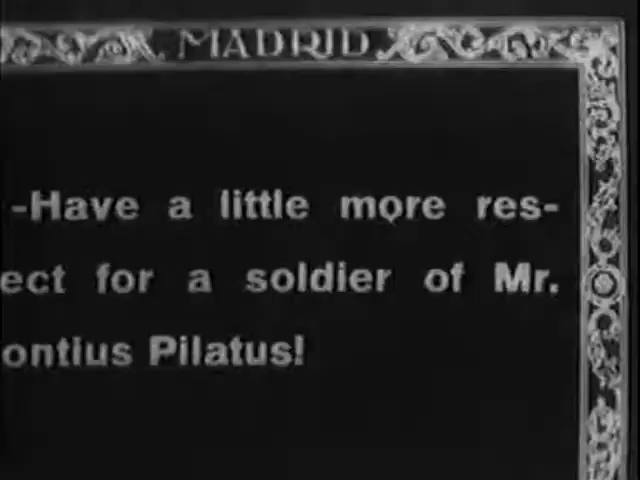 MADRID
-Have a little more res-
ect for a soldier of Mr.
ontius Pilatus!